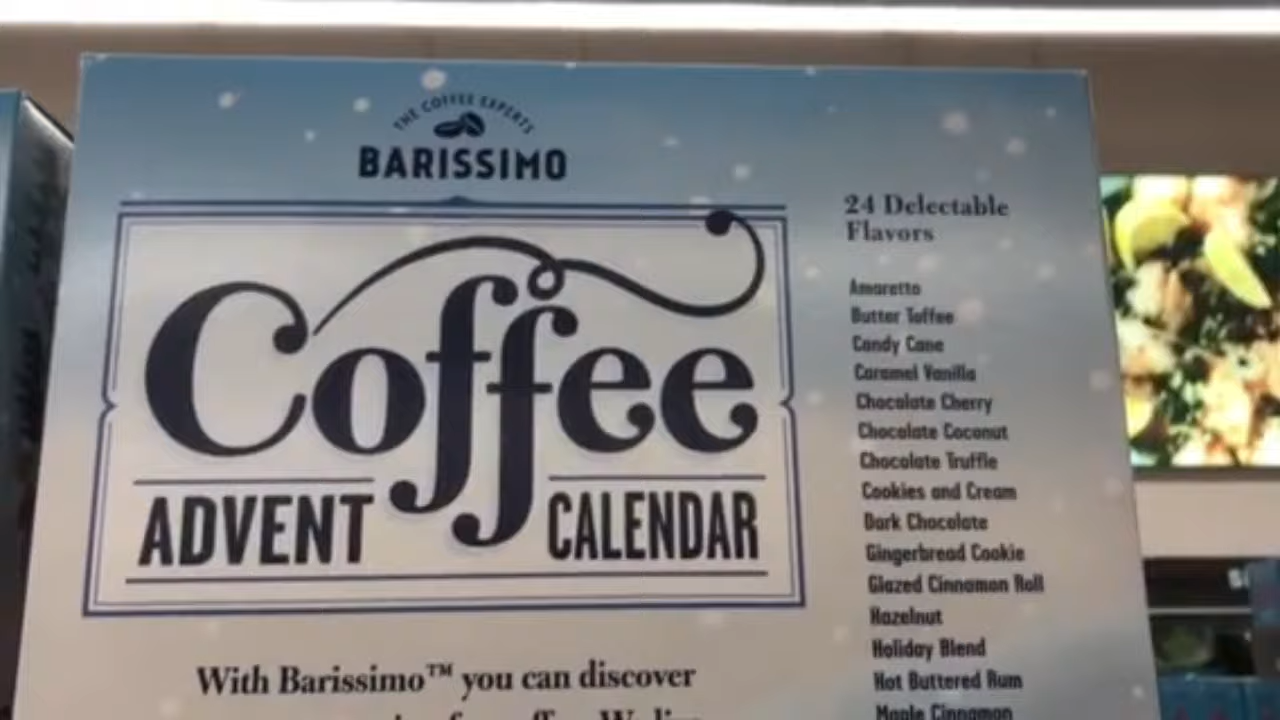 THE COFFEE EXPERTS
BARISSIMO
Coffee
ADVENT CALENDAR
With Barissimo™ you can discover
24 Delectable
Flavors
Amaretto
Butter Toffee
Candy Cane
Caramel Vanilla
Chocolate Cherry
Chocolate Coconut
Chocolate Truffle
Cookies and Cream
Dark Chocolate
Gingerbread Cookie
Glazed Cinnamon Roll
Hazelnut
Holiday Blend
Hot Buttered Rum
Maple Cinnamon